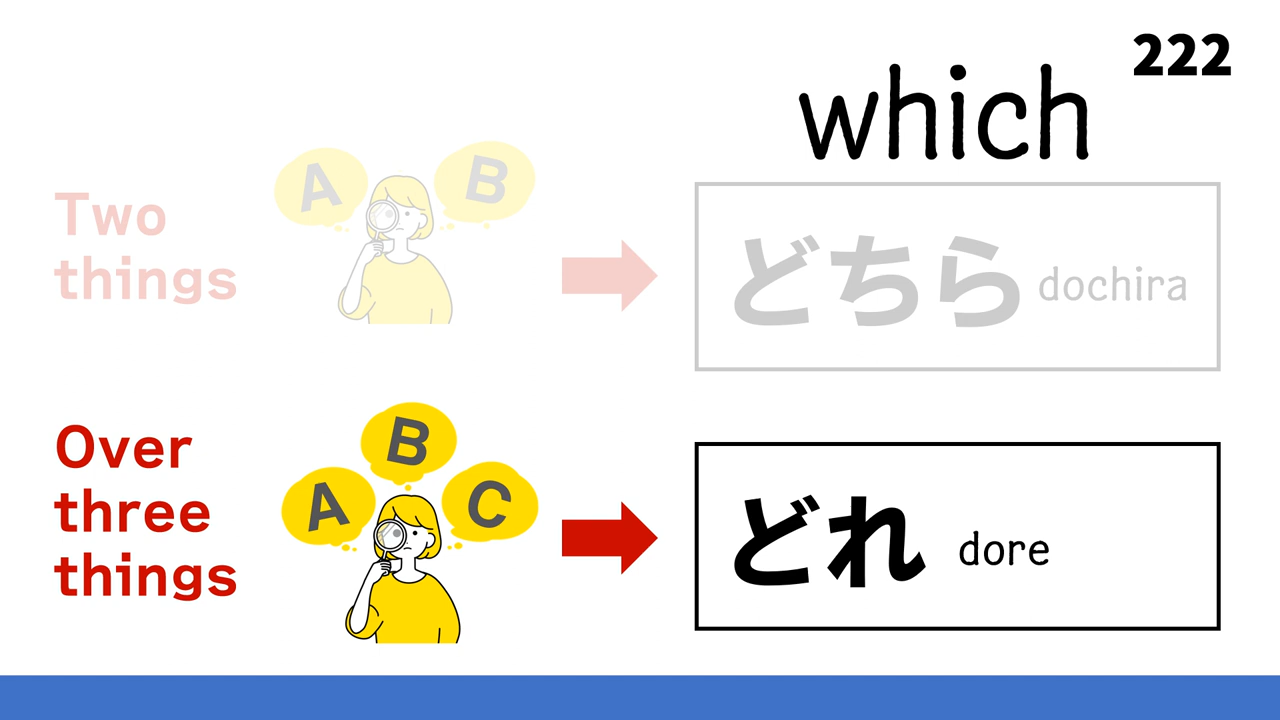 222
which
Two
things
A
B
どちら dochira
Over
three
things
A
B
C
どれ dore